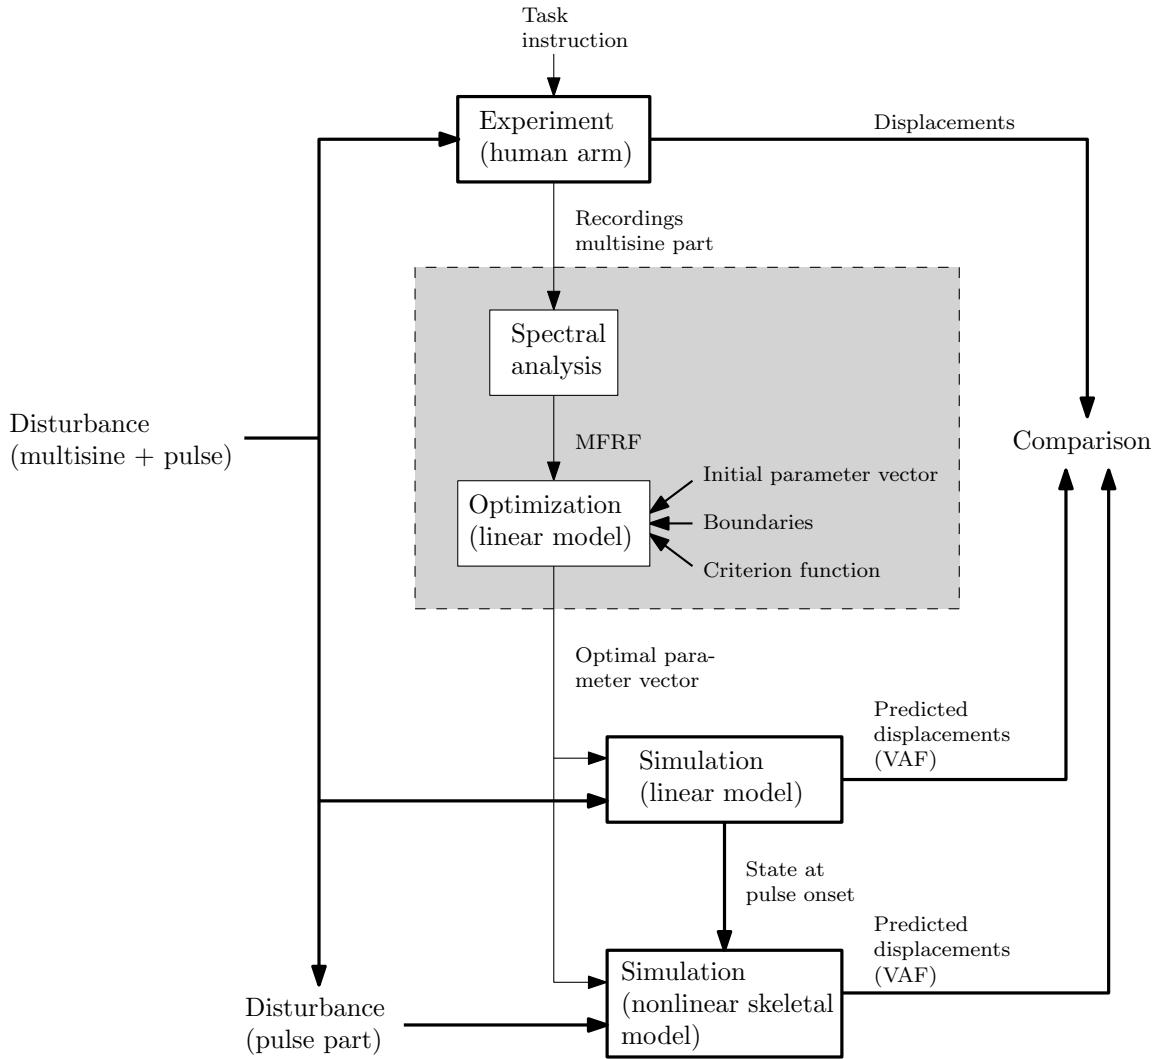 Task
instruction
Experiment
(human arm)
Displacements
Recordings
multisine part
Spectral
analysis
MFRF
Disturbance
(multisine + pulse)
Comparison
Optimization
(linear model)
Initial parameter vector
Boundaries
Criterion function
Optimal para-
meter vector
Predicted
displacements
(VAF)
Simulation
(linear model)
State at
pulse onset
Predicted
displacements
(VAF)
Simulation
(nonlinear skeletal
model)
Disturbance
(pulse part)